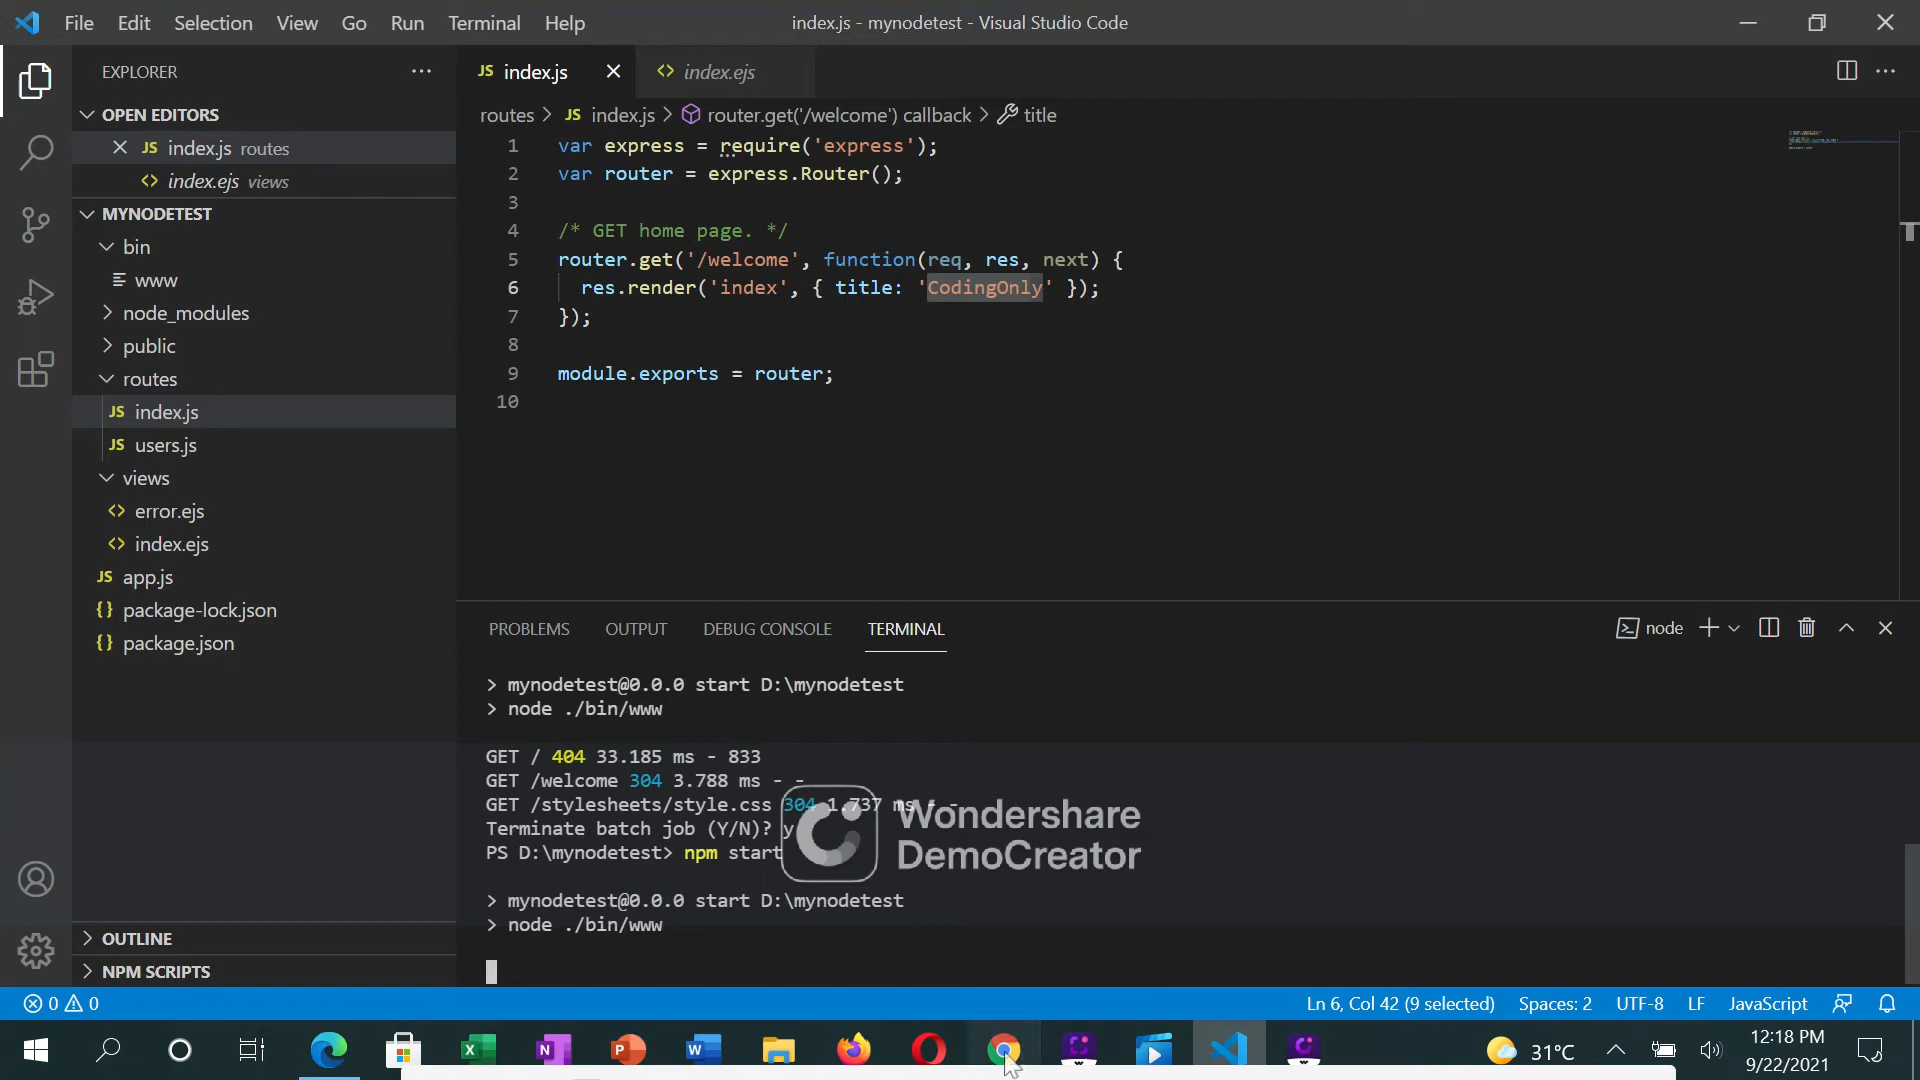 File Edit Selection View Go Run Terminal Help
index.js - mynodetest - Visual Studio Code
EXPLORER
OPEN EDITORS
JS index.js routes
<> index.ejs views
MYNODETEST
bin
www
node_modules
public
routes
JS index.js
JS users.js
views
<> error.ejs
<> index.ejs
JS app.js
{} package-lock.json
{} package.json
OUTLINE
NPM SCRIPTS
JS index.js
<> index.ejs
routes > JS index.js > router.get('/welcome') callback > title
1 var express = require('express');
2 var router = express.Router();
3
4 /* GET home page. */
5 router.get('/welcome', function(req, res, next) {
6 res.render('index', { title: 'CodingOnly' });
7 });
8
9 module.exports = router;
10
PROBLEMS OUTPUT DEBUG CONSOLE TERMINAL
node
> mynodetest@0.0.0 start D:\mynodetest
> node ./bin/www
GET / 404 33.185 ms - 833
GET /welcome 304 3.788 ms - -
GET /stylesheets/style.css 304 1.737 ms - -
Terminate batch job (Y/N)? y
PS D:\mynodetest> npm start
> mynodetest@0.0.0 start D:\mynodetest
> node ./bin/www
Wondershare
DemoCreator
0 0
Ln 6, Col 42 (9 selected) Spaces: 2 UTF-8 LF JavaScript
31°C
12:18 PM
9/22/2021